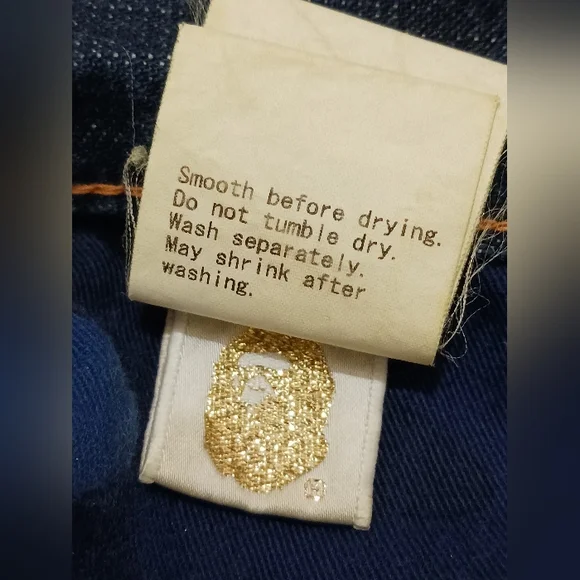 Smooth before drying.
Do not tumble dry.
Wash separately.
May shrink after
washing.